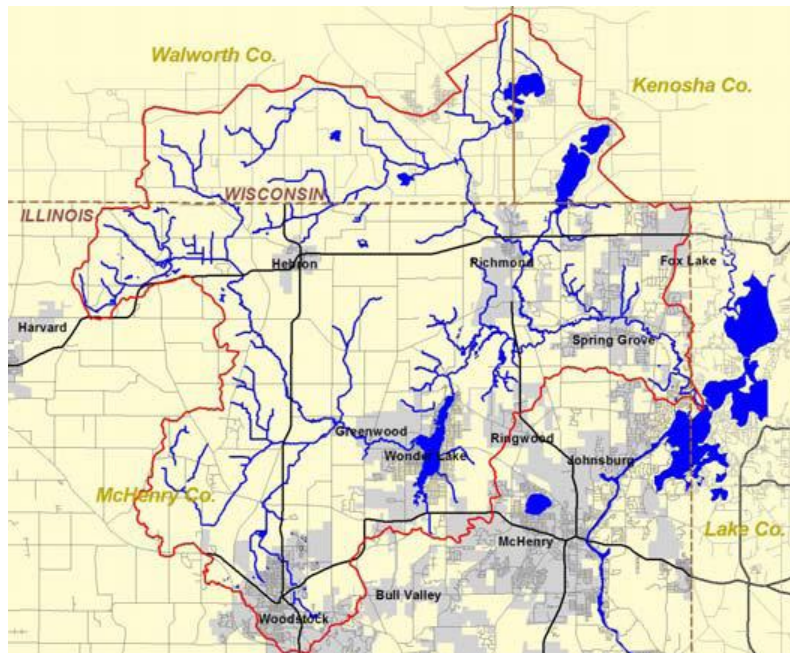 Walworth Co.
Kenosha Co.
WISCONSIN
ILLINOIS
Hebron
Richmond
Fox Lake
Harvard
Spring Grove
Greenwood
Ringwood
Wonder Lake
Johnsburg
McHenry Co.
Lake Co.
McHenry
Bull Valley
Woodstock